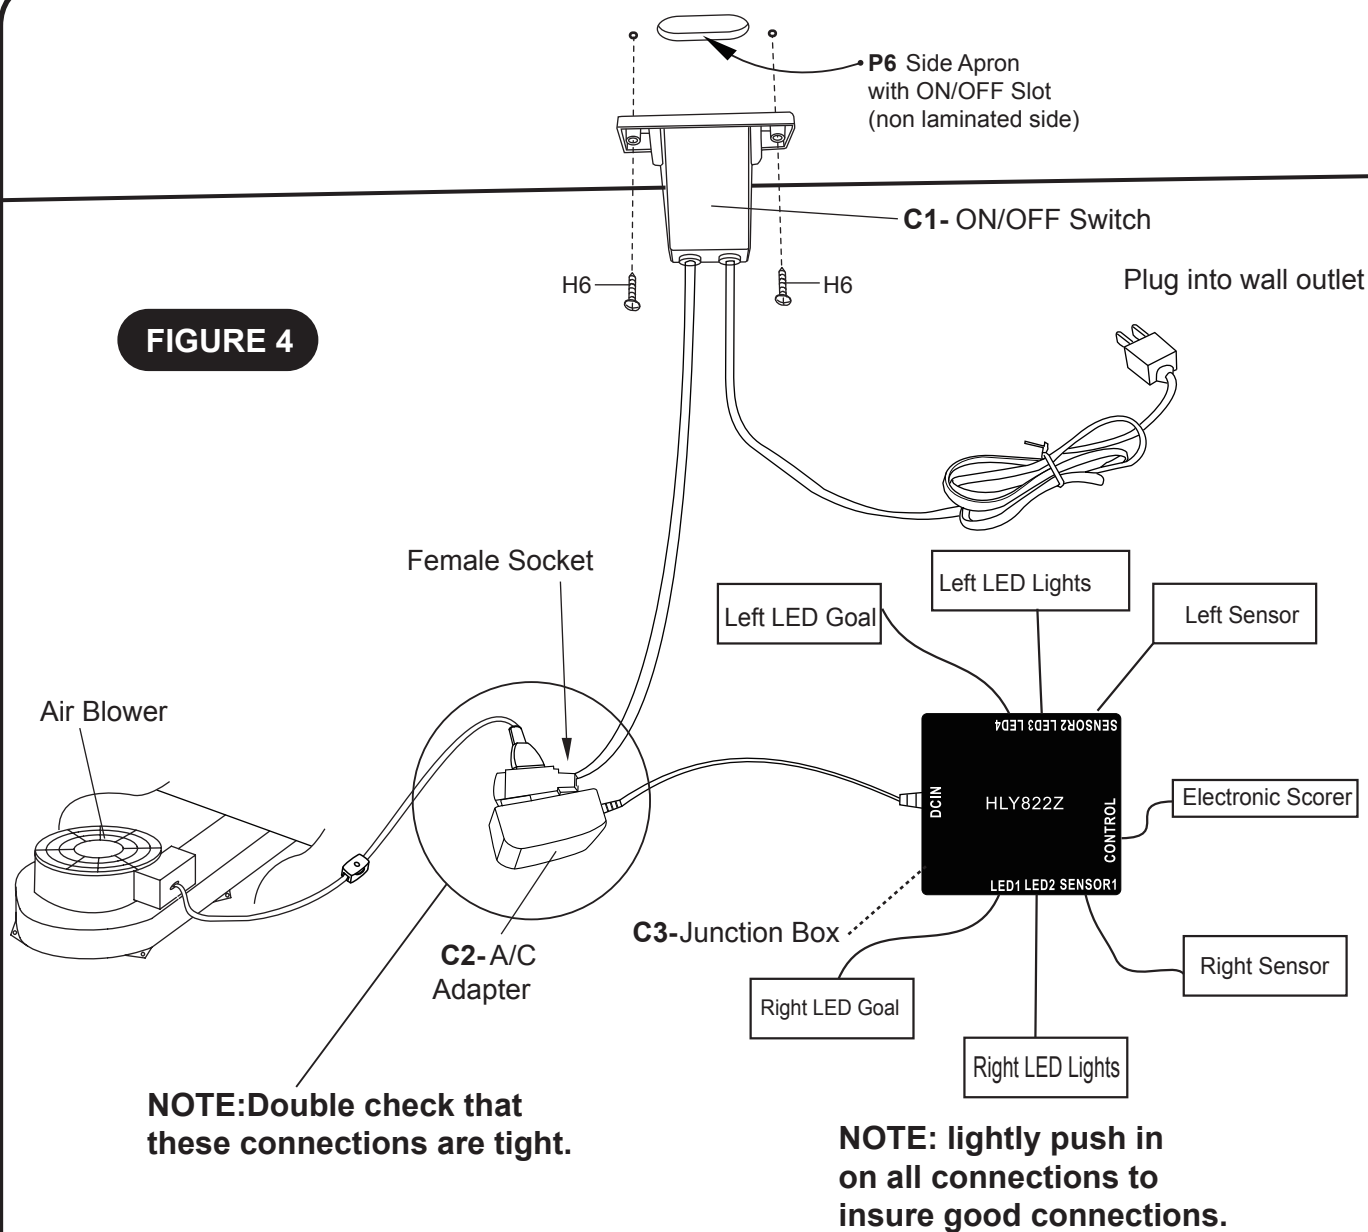 P6 Side Apron
with ON/OFF Slot
(non laminated side)
C1- ON/OFF Switch
H6
H6
Plug into wall outlet
FIGURE 4
Female Socket
Left LED Goal
Left LED Lights
Left Sensor
Air Blower
LED4 LED3 SENSOR2
DCIN
HLY822Z
CONTROL
Electronic Scorer
LED1 LED2 SENSOR1
C3-Junction Box
C2- A/C
Adapter
Right LED Goal
Right Sensor
Right LED Lights
NOTE:Double check that
these connections are tight.
NOTE: lightly push in
on all connections to
insure good connections.